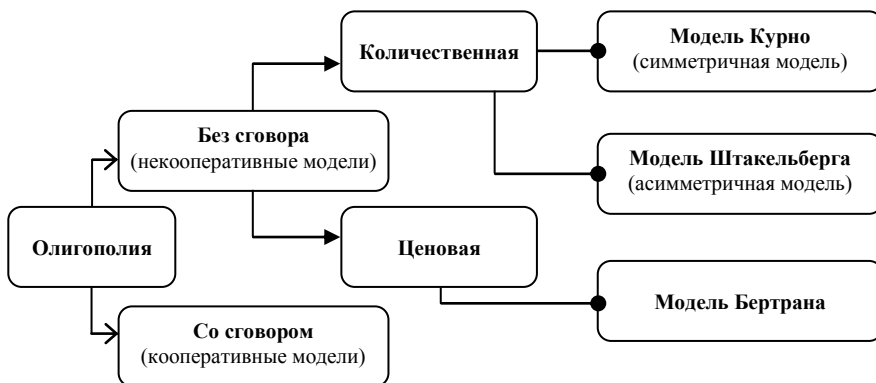 Количественная
Модель Курно
(симметричная модель)
Без сговора
(некооперативные модели)
Модель Штакельберга
(асимметричная модель)
Олигополия
Ценовая
Модель Бертрана
Со сговором
(кооперативные модели)